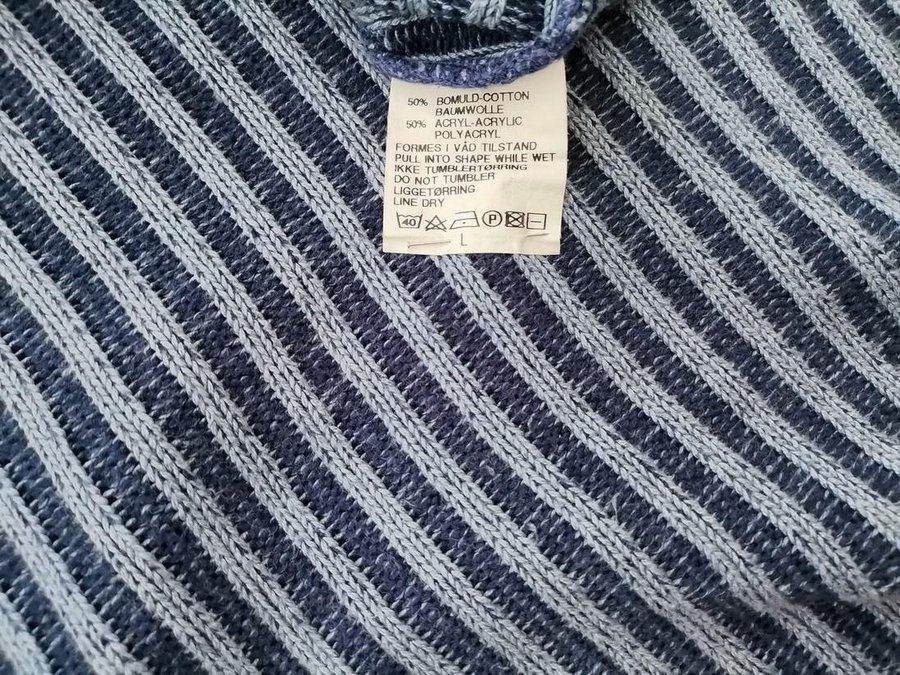 50% BOMULD-COTTON
BAUMWOLLE
50% ACRYL-ACRYLIC
POLYACRYL
FORMES I VÅD TILSTAND
PULL INTO SHAPE WHILE WET
IKKE TUMBLERTØRRING
DO NOT TUMBLER
LIGGETØRRING
LINE DRY
40 P
L